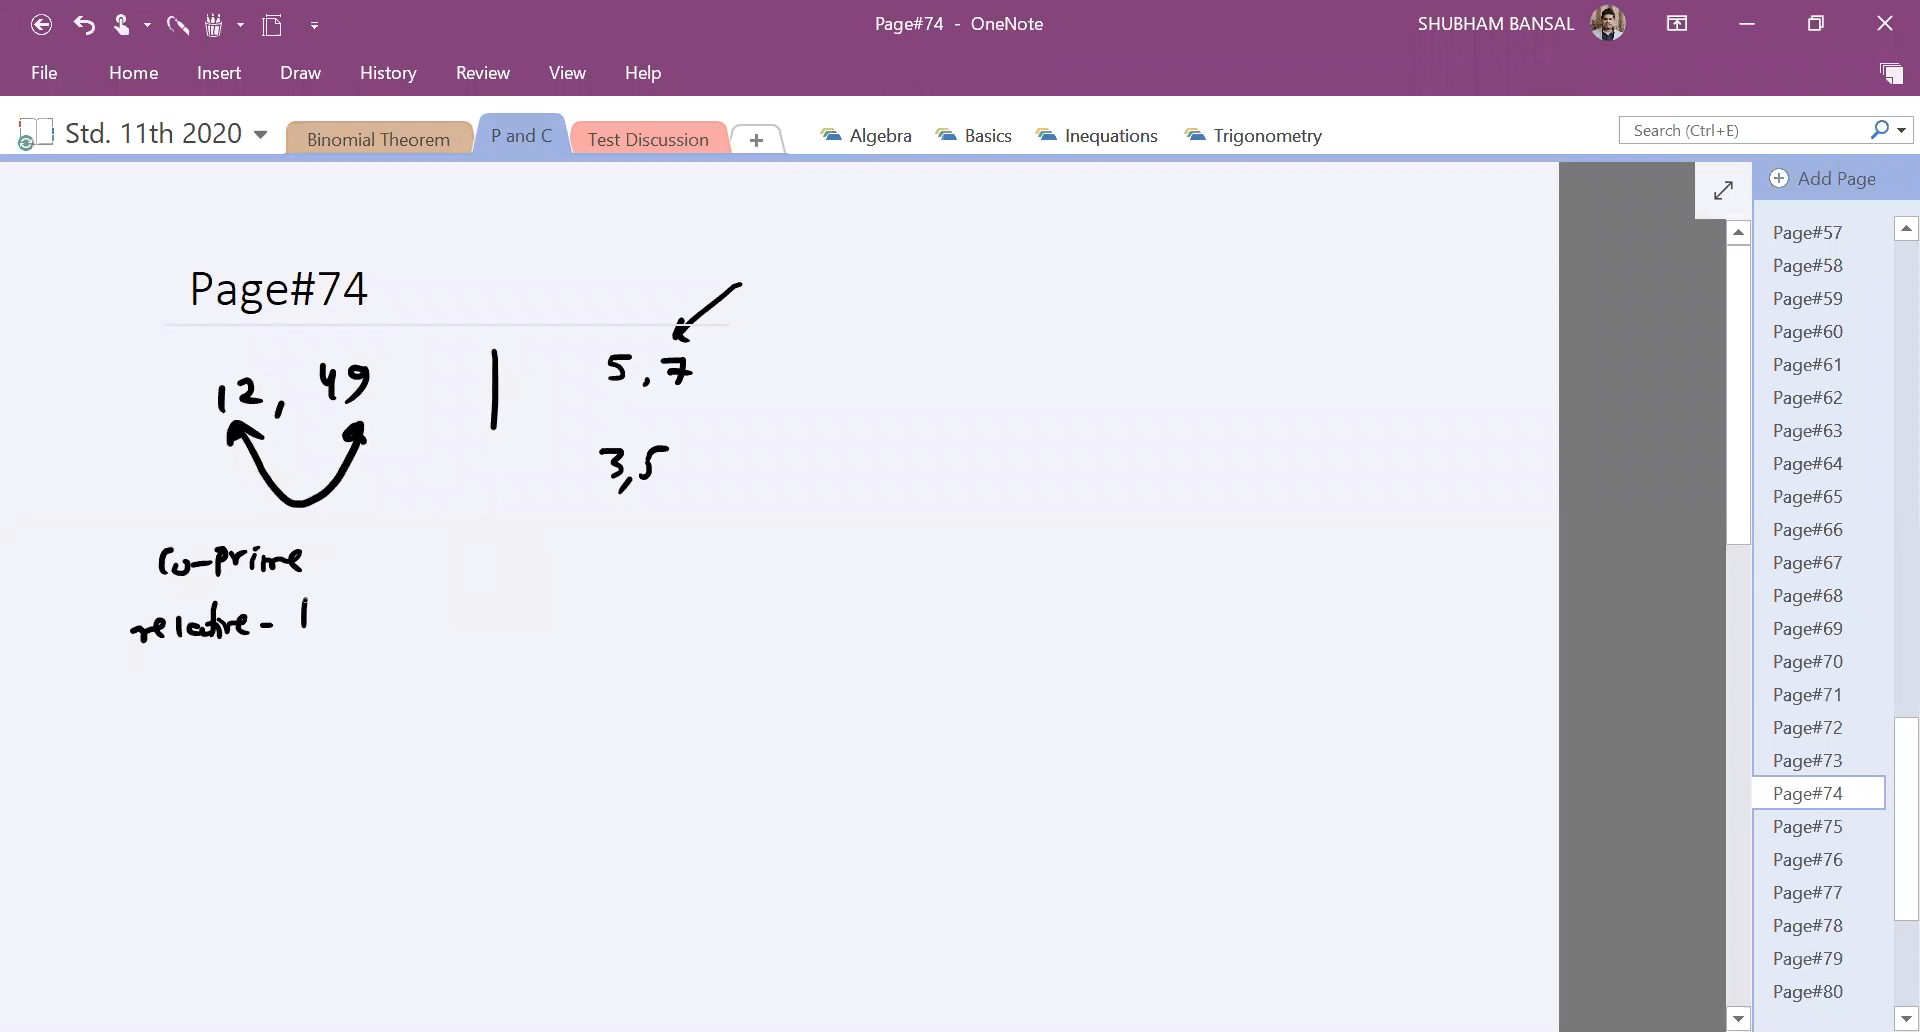 Page#74 - OneNote
SHUBHAM BANSAL
File Home Insert Draw History Review View Help
Std. 11th 2020
Binomial Theorem
P and C
Test Discussion
Algebra
Basics
Inequations
Trigonometry
Search (Ctrl+E)
Add Page
Page#74
12, 49
5, 7
3, 5
Co-prime
relative - l
Page#57
Page#58
Page#59
Page#60
Page#61
Page#62
Page#63
Page#64
Page#65
Page#66
Page#67
Page#68
Page#69
Page#70
Page#71
Page#72
Page#73
Page#74
Page#75
Page#76
Page#77
Page#78
Page#79
Page#80